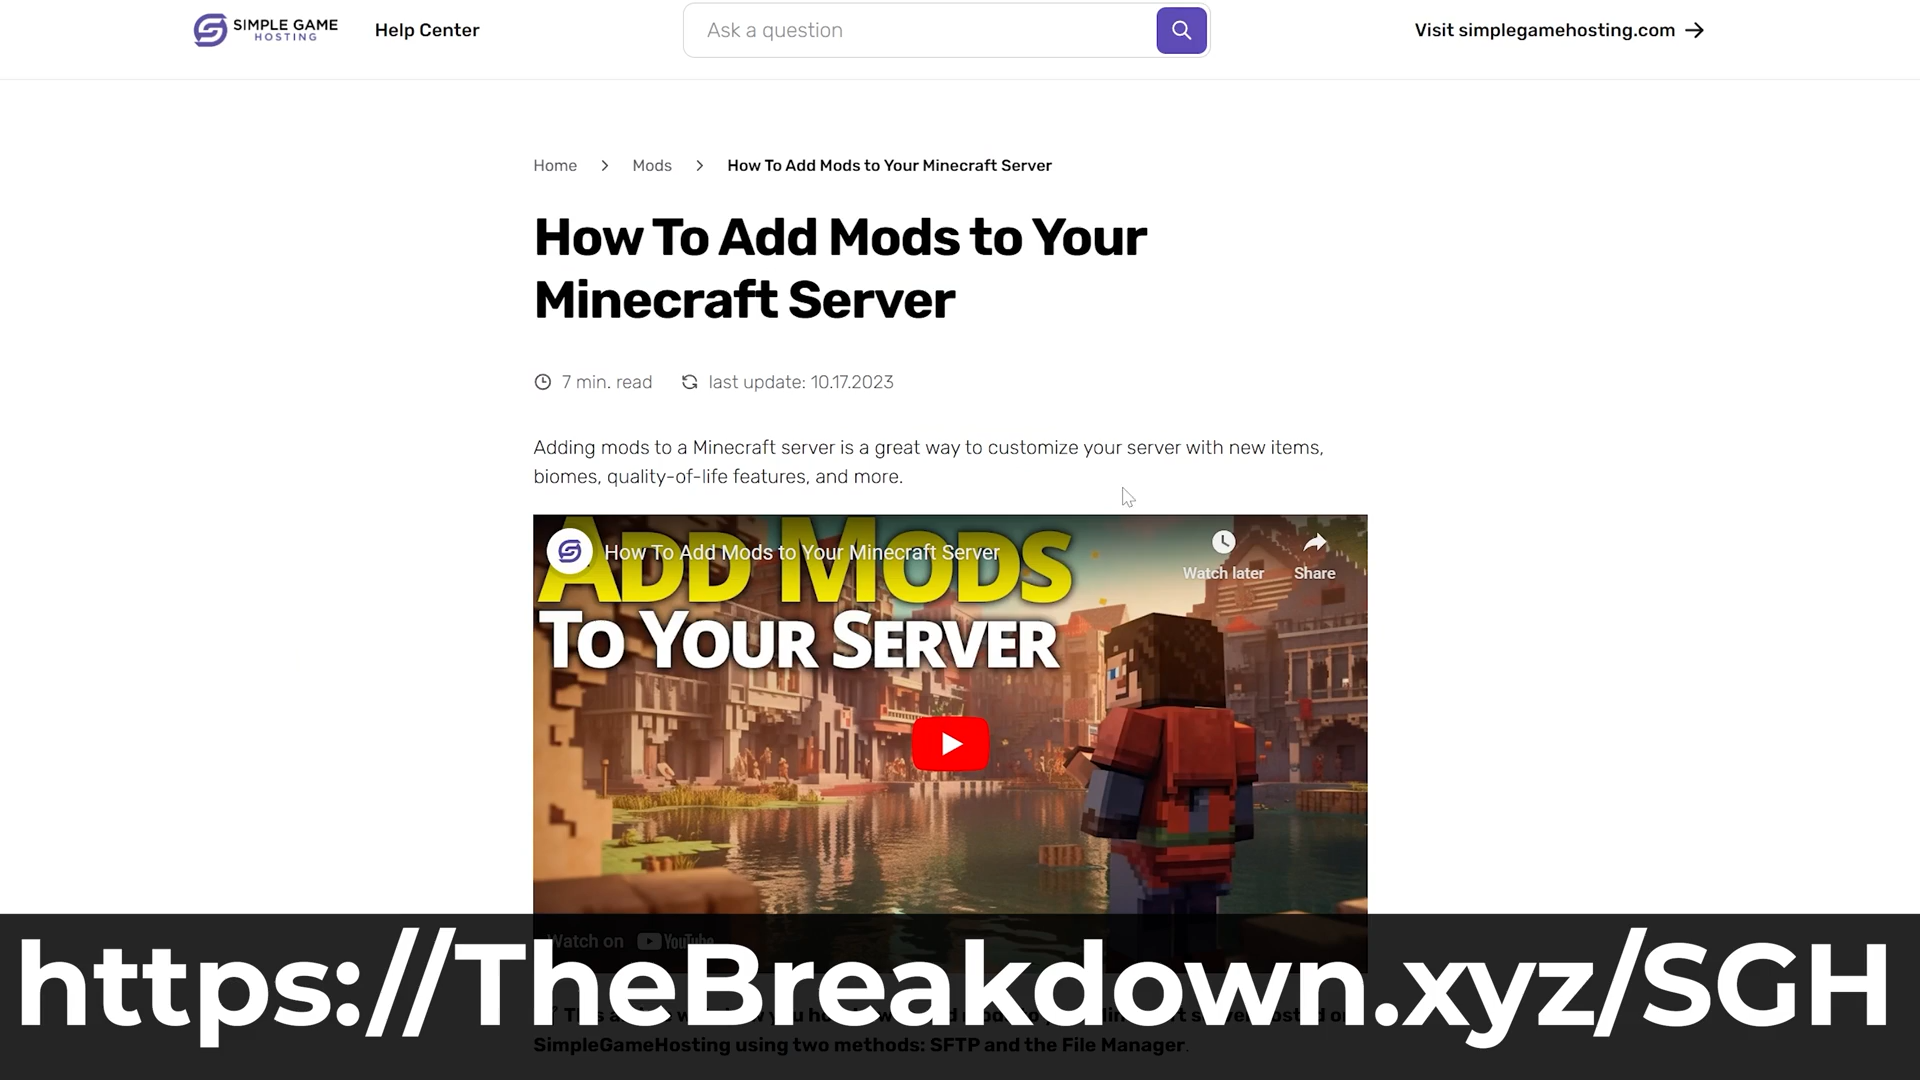 SIMPLE GAME
HOSTING
Help Center
Ask a question
Visit simplegamehosting.com
Home
Mods
How To Add Mods to Your Minecraft Server
How To Add Mods to Your
Minecraft Server
7 min. read
last update: 10.17.2023
Adding mods to a Minecraft server is a great way to customize your server with new items,
biomes, quality-of-life features, and more.
How To Add Mods to Your Minecraft Server
Watch later
Share
ADD MODS
TO YOUR SERVER
Watch on YouTube
https://TheBreakdown.xyz/SGH
SimpleGameHosting using two methods: SFTP and the File Manager.